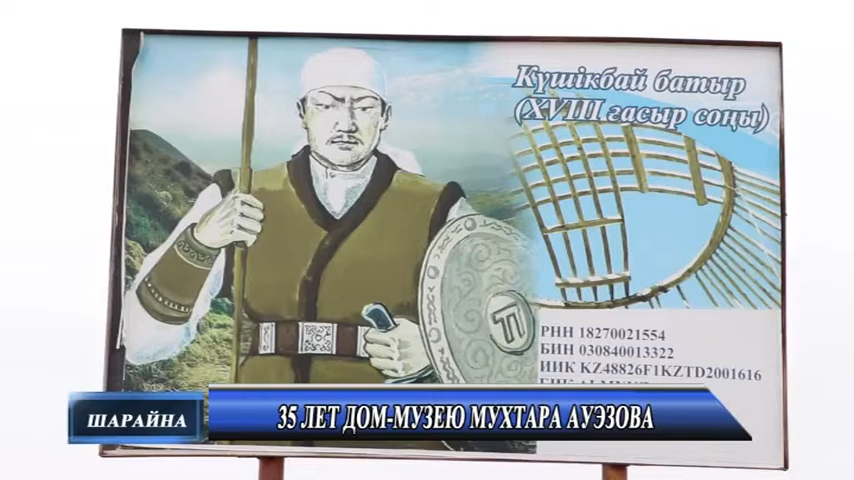 Күшікбай батыр
(XVIII ғасыр соңы)
РНН 18270021554
БИН 030840013322
ИИК KZ48826F1KZTD2001616
ШАРАЙНА
35 ЛЕТ ДОМ-МУЗЕЮ МУХТАРА АУЭЗОВА